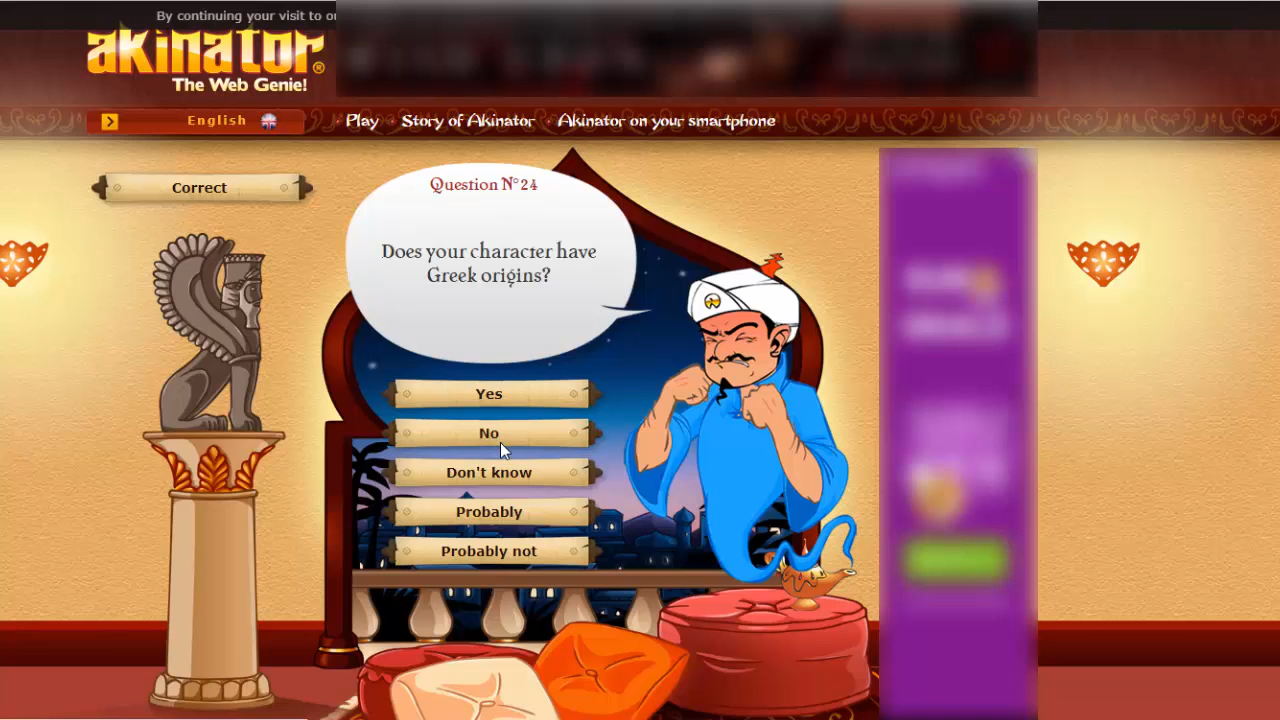 By continuing your visit to
akinator®
The Web Genie!
English
Play · Story of Akinator · Akinator on your smartphone
Correct
Question N°24
Does your character have
Greek origins?
Yes
No
Don't know
Probably
Probably not